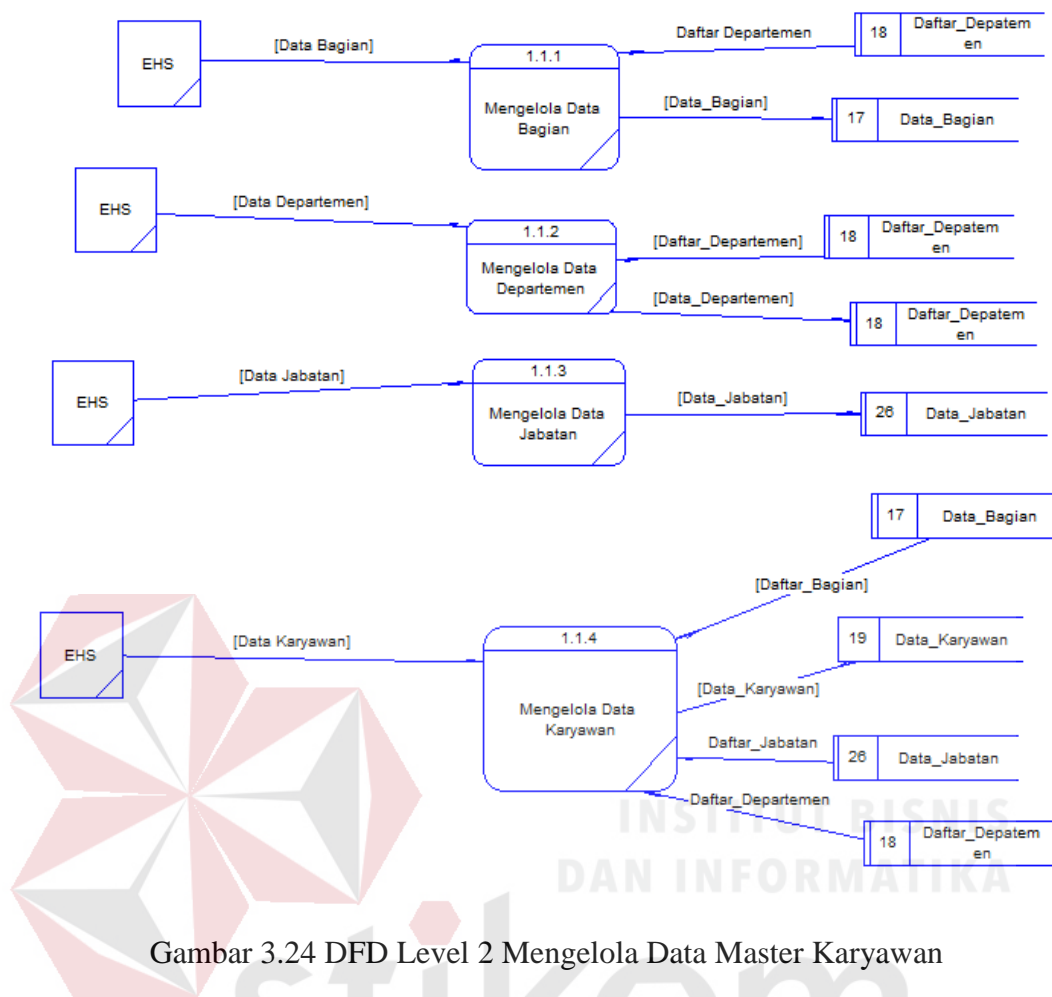 [Data Bagian]
Daftar Departemen
18
Daftar_Depatem
en
EHS
1.1.1
Mengelola Data
Bagian
[Data_Bagian]
17
Data_Bagian
EHS
[Data Departemen]
1.1.2
Mengelola Data
Departemen
[Daftar_Departemen]
18
Daftar_Depatem
en
[Data_Departemen]
18
Daftar_Depatem
en
EHS
[Data Jabatan]
1.1.3
Mengelola Data
Jabatan
[Data_Jabatan]
26
Data_Jabatan
17
Data_Bagian
[Daftar_Bagian]
EHS
[Data Karyawan]
1.1.4
Mengelola Data
Karyawan
19
Data_Karyawan
[Data_Karyawan]
Daftar_Jabatan
26
Data_Jabatan
Daftar_Departemen
18
Daftar_Depatem
en
INSTITUT BISNIS
DAN INFORMATIKA
Gambar 3.24 DFD Level 2 Mengelola Data Master Karyawan
stikom